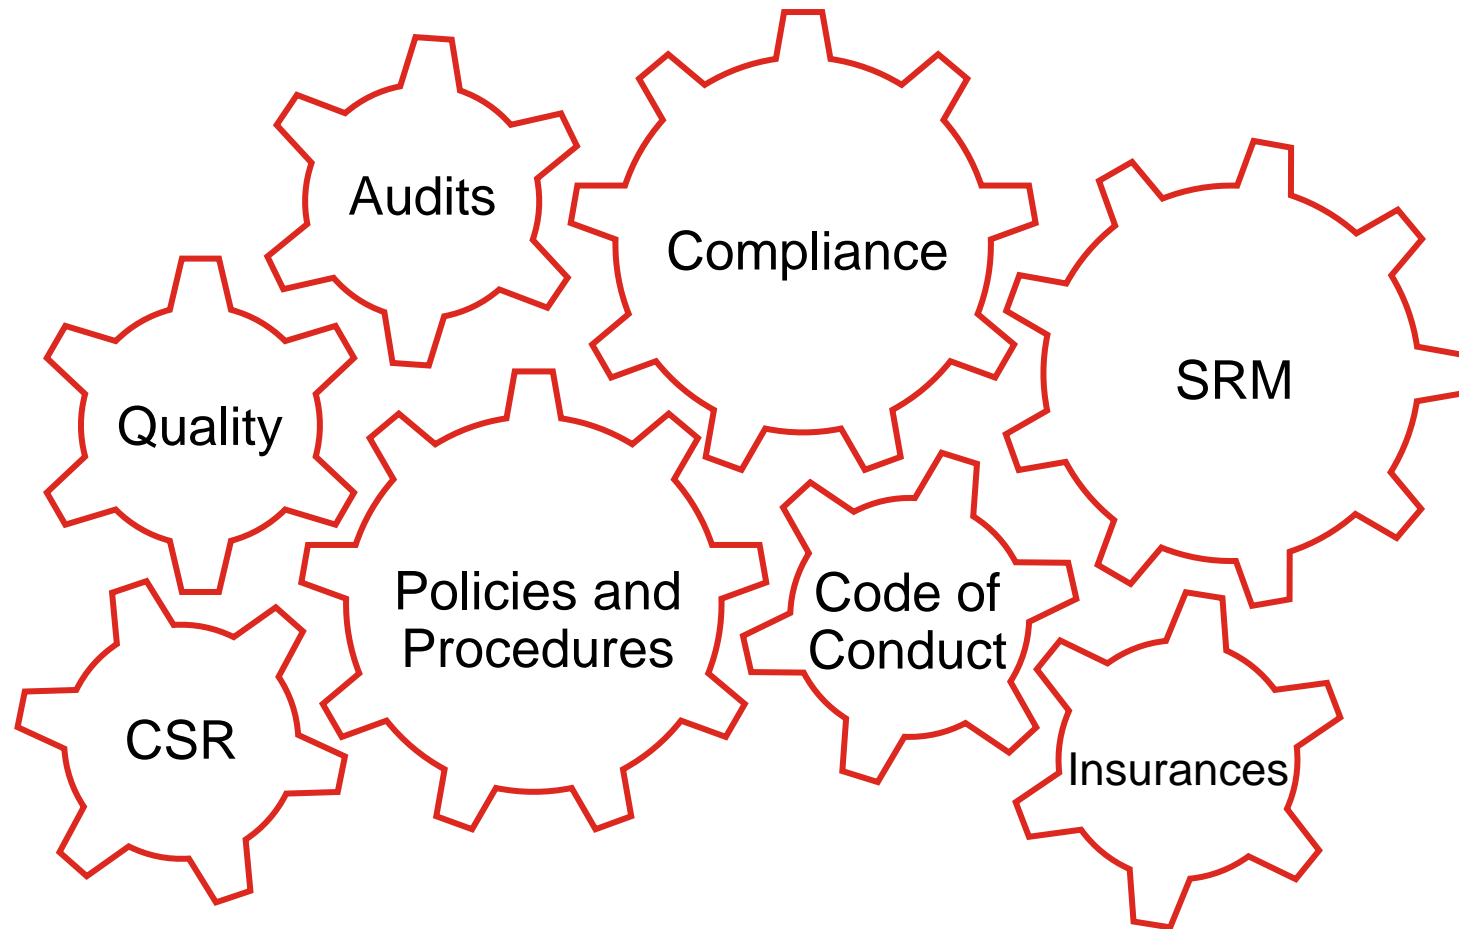 Audits
Compliance
SRM
Quality
Policies and
Procedures
Code of
Conduct
CSR
Insurances